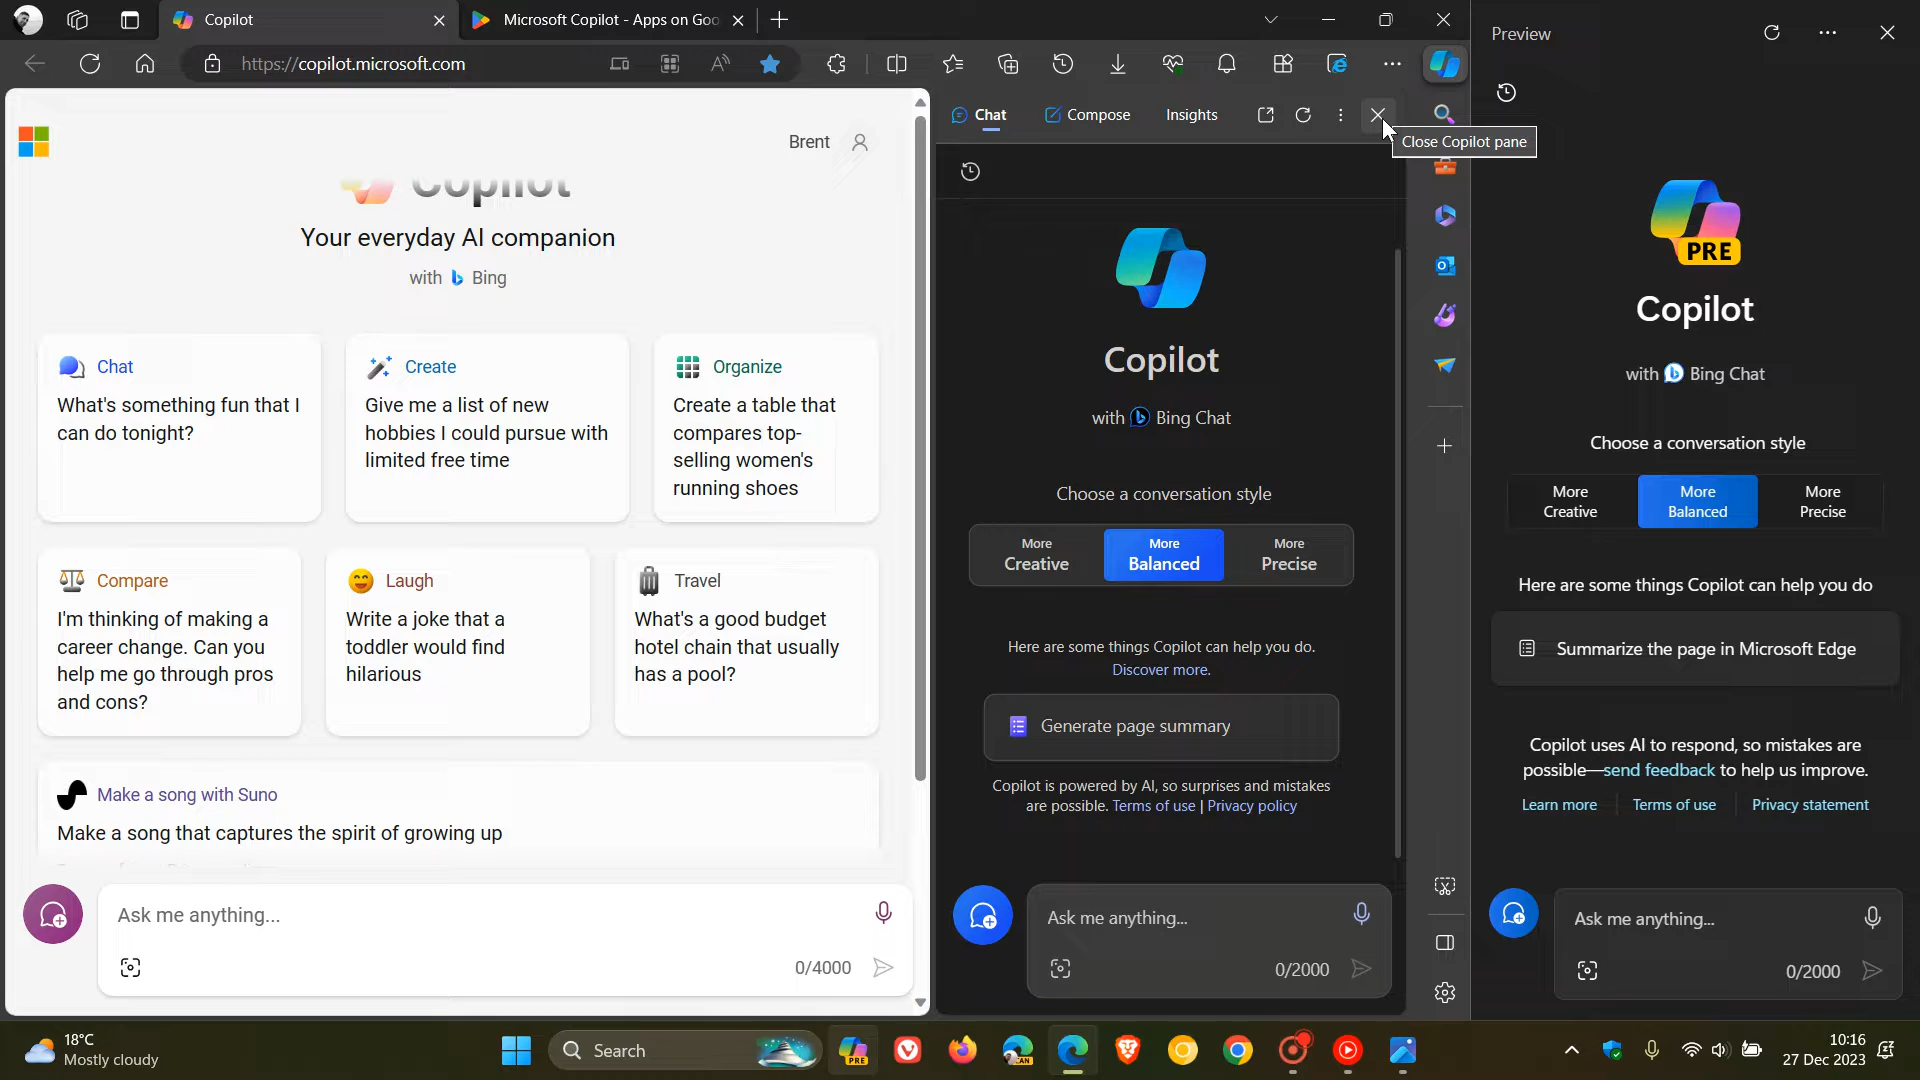 Copilot
Microsoft Copilot - Apps on Goo
https://copilot.microsoft.com
Brent
Copilot
Your everyday AI companion
with Bing
Chat
What's something fun that I
can do tonight?
Create
Give me a list of new
hobbies I could pursue with
limited free time
Organize
Create a table that
compares top-
selling women's
running shoes
Compare
I'm thinking of making a
career change. Can you
help me go through pros
and cons?
Laugh
Write a joke that a
toddler would find
hilarious
Travel
What's a good budget
hotel chain that usually
has a pool?
Make a song with Suno
Make a song that captures the spirit of growing up
Ask me anything...
0/4000
Chat
Compose
Insights
Close Copilot pane
Copilot
with Bing Chat
Choose a conversation style
More
Creative
More
Balanced
More
Precise
Here are some things Copilot can help you do.
Discover more.
Generate page summary
Copilot is powered by AI, so surprises and mistakes
are possible. Terms of use | Privacy policy
Ask me anything...
0/2000
Preview
PRE
Copilot
with Bing Chat
Choose a conversation style
More
Creative
More
Balanced
More
Precise
Here are some things Copilot can help you do
Summarize the page in Microsoft Edge
Copilot uses AI to respond, so mistakes are
possible—send feedback to help us improve.
Learn more
Terms of use
Privacy statement
Ask me anything...
0/2000
18°C
Mostly cloudy
Search
PRE
CAN
10:16
27 Dec 2023